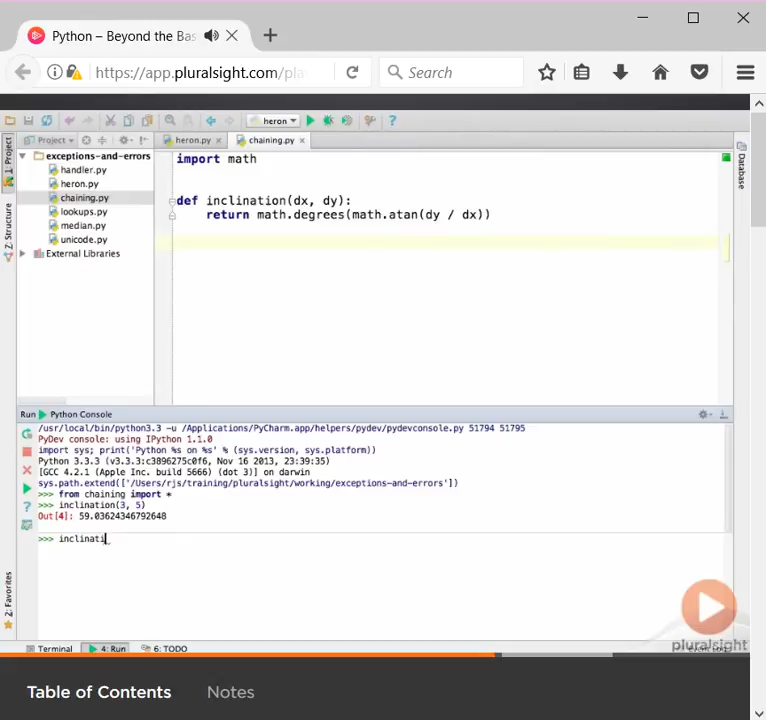 Python – Beyond the Bas
https://app.pluralsight.com/pla
Search
heron
Project
heron.py
chaining.py
1: Project
Z: Structure
2: Favorites
Database
exceptions-and-errors
handler.py
heron.py
chaining.py
lookups.py
median.py
unicode.py
External Libraries
import math
def inclination(dx, dy):
return math.degrees(math.atan(dy / dx))
Run Python Console
/usr/local/bin/python3.3 -u /Applications/PyCharm.app/helpers/pydev/pydevconsole.py 51794 51795
PyDev console: using IPython 1.1.0
import sys; print('Python %s on %s' % (sys.version, sys.platform))
Python 3.3.3 (v3.3.3:c3896275c0f6, Nov 16 2013, 23:39:35)
[GCC 4.2.1 (Apple Inc. build 5666) (dot 3)] on darwin
sys.path.extend(['/Users/rjs/training/pluralsight/working/exceptions-and-errors'])
>>> from chaining import *
>>> inclination(3, 5)
Out[4]: 59.03624346792648
>>> inclinati
pluralsight
Terminal
4: Run
6: TODO
Table of Contents
Notes